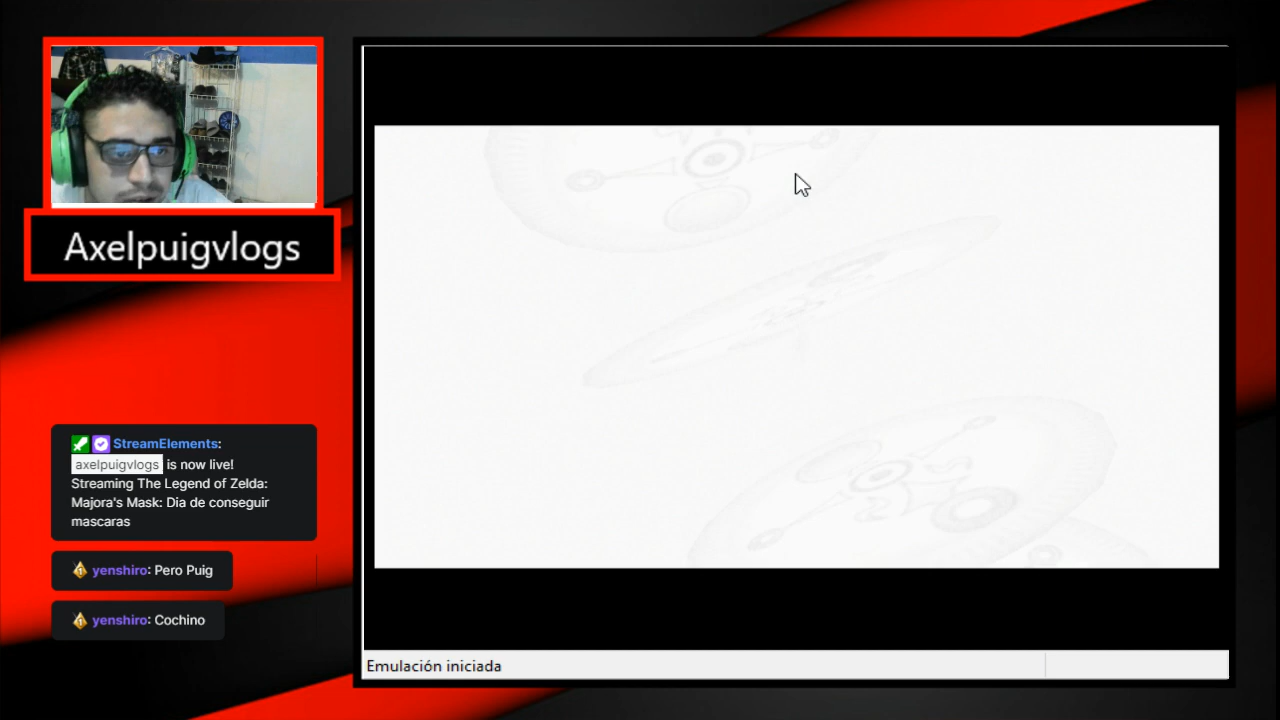 Axelpuigvlogs
StreamElements:
axelpuigvlogs is now live!
Streaming The Legend of Zelda:
Majora's Mask: Dia de conseguir
mascaras
yenshiro: Pero Puig
yenshiro: Cochino
Emulación iniciada